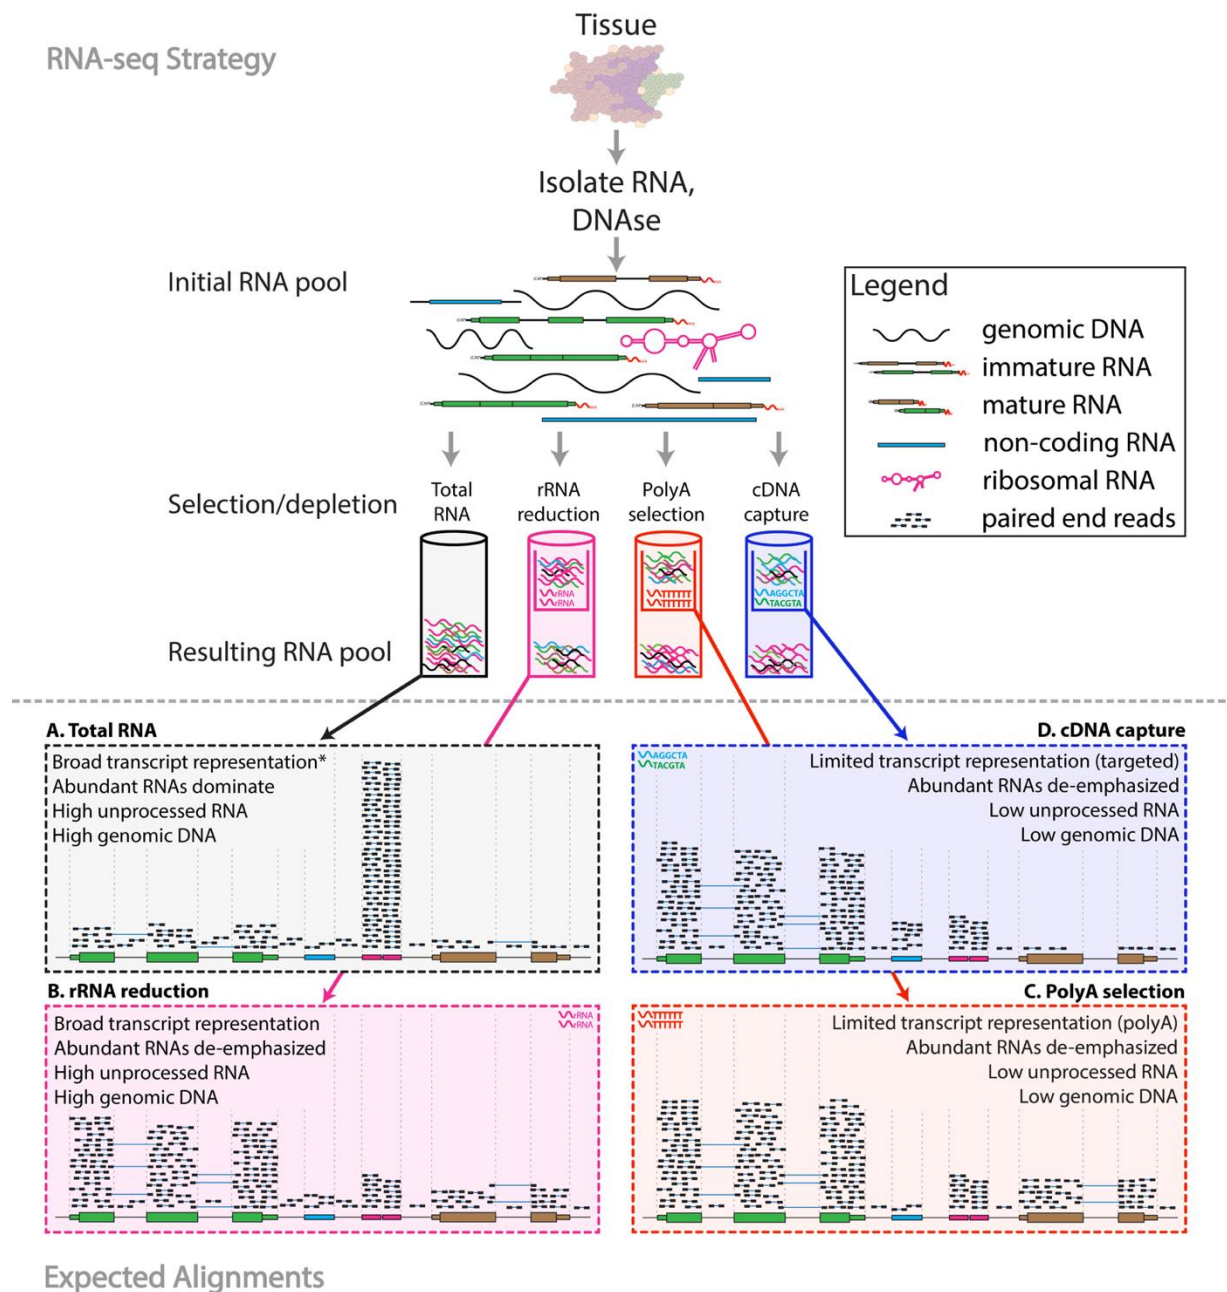 RNA-seq Strategy
Tissue
Isolate RNA,
DNAse
Initial RNA pool
Legend
genomic DNA
immature RNA
mature RNA
non-coding RNA
ribosomal RNA
paired end reads
Selection/depletion
Total
RNA
rRNA
reduction
PolyA
selection
cDNA
capture
rRNA
rRNA
TTTTTT
TTTTTT
AGGCTA
TACGTA
Resulting RNA pool
A. Total RNA
Broad transcript representation*
Abundant RNAs dominate
High unprocessed RNA
High genomic DNA
D. cDNA capture
AGGCTA
TACGTA
Limited transcript representation (targeted)
Abundant RNAs de-emphasized
Low unprocessed RNA
Low genomic DNA
B. rRNA reduction
Broad transcript representation
Abundant RNAs de-emphasized
High unprocessed RNA
High genomic DNA
rRNA
rRNA
C. PolyA selection
TTTTTT
TTTTTT
Limited transcript representation (polyA)
Abundant RNAs de-emphasized
Low unprocessed RNA
Low genomic DNA
Expected Alignments